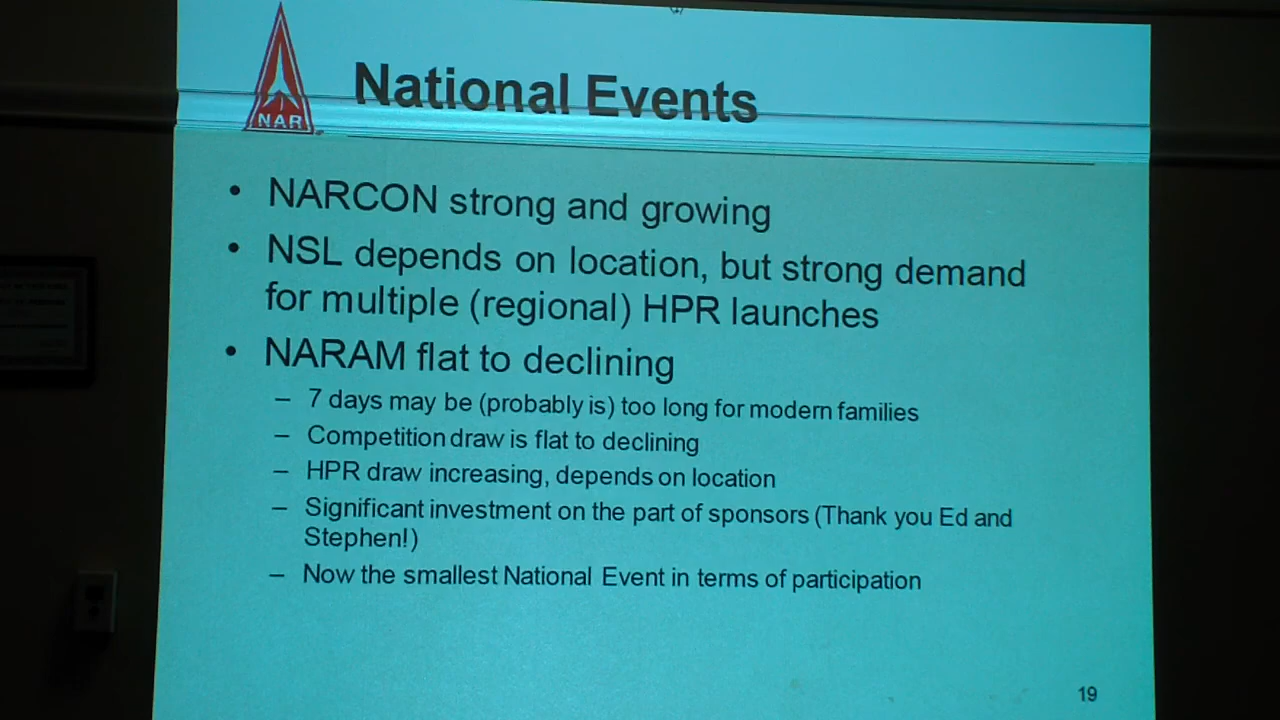 NAR
National Events
• NARCON strong and growing
• NSL depends on location, but strong demand
for multiple (regional) HPR launches
• NARAM flat to declining
– 7 days may be (probably is) too long for modern families
– Competition draw is flat to declining
– HPR draw increasing, depends on location
– Significant investment on the part of sponsors (Thank you Ed and
Stephen!)
– Now the smallest National Event in terms of participation
19